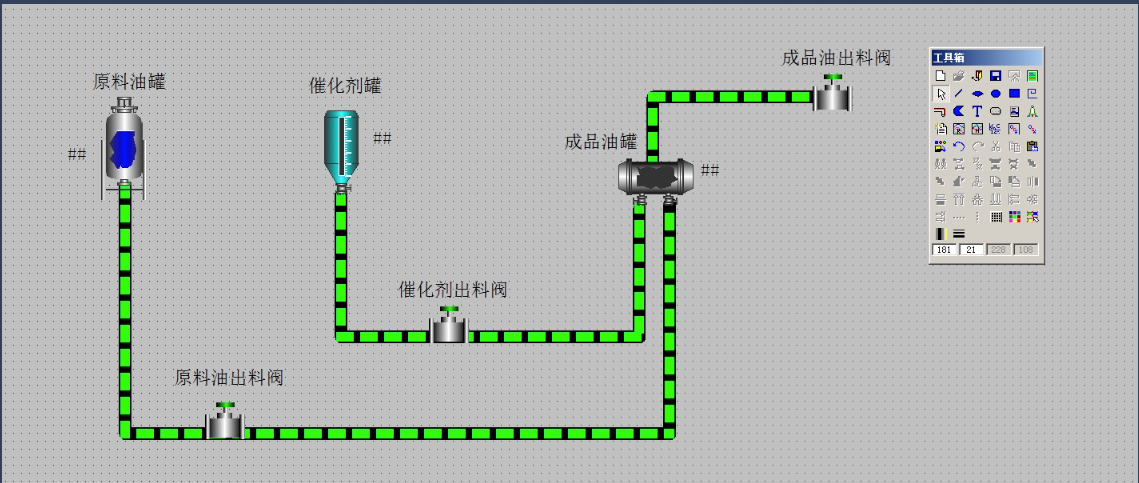 成品油出料阀
工具箱
原料油罐
催化剂罐
##
成品油罐
##
##
催化剂出料阀
181 21 228 108
原料油出料阀